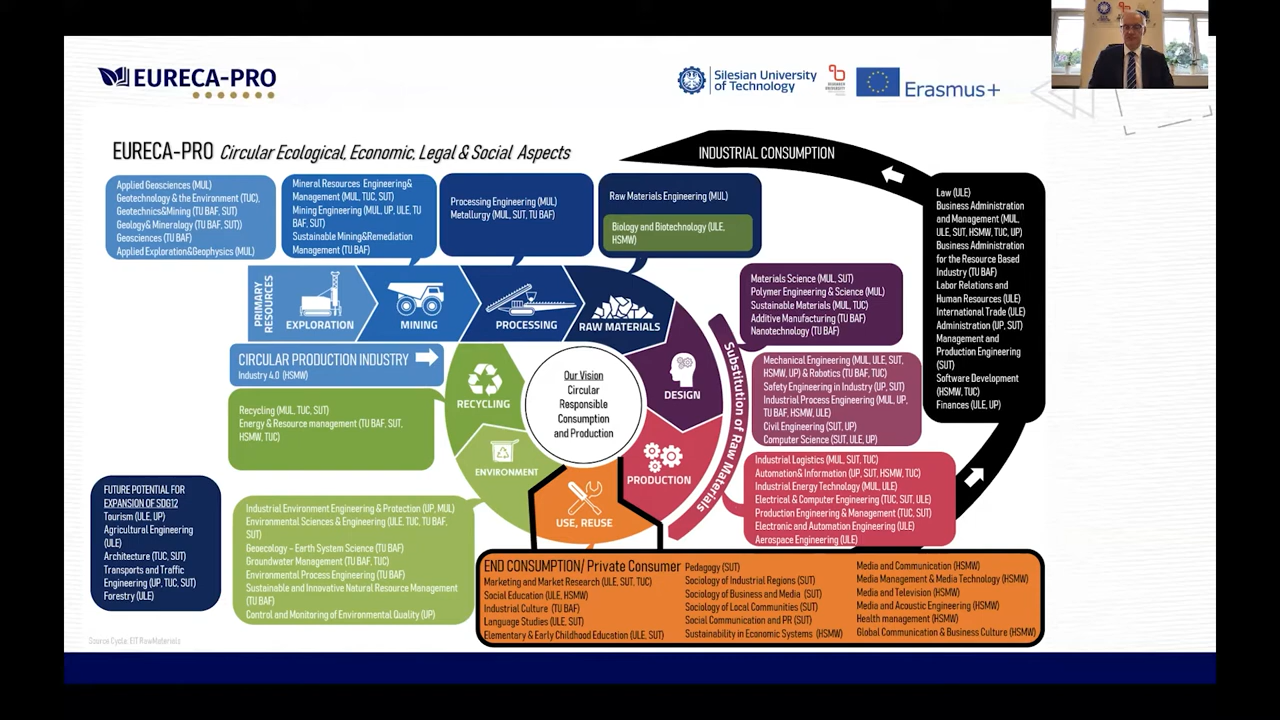 EURECA-PRO
Silesian University
of Technology
Erasmus+
EURECA-PRO Circular Ecological, Economic, Legal & Social Aspects
INDUSTRIAL CONSUMPTION
Applied Geosciences (MUL)
Geotechnology & the Environment (TUC),
Geotechnics&Mining (TU BAF, SUT)
Geology& Mineralogy (TU BAF, SUT))
Geosciences (TU BAF)
Applied Exploration&Geophysics (MUL)
Mineral Resources Engineering&
Management (MUL, TUC, SUT)
Mining Engineering (MUL, UP, ULE, TU
BAF, SUT)
Sustainable Mining&Remediation
Management (TU BAF)
Processing Engineering (MUL)
Metallurgy (MUL, SUT, TU BAF)
Raw Materials Engineering (MUL)
Biology and Biotechnology (ULE,
HSMW)
Law (ULE)
Business Administration
and Management (MUL,
ULE, SUT, HSMW, TUC, UP)
Business Administration
for the Resource Based
Industry (TU BAF)
Labor Relations and
Human Resources (ULE)
International Trade (ULE)
Administration (UP, SUT)
Management and
Production Engineering
(SUT)
Software Development
(HSMW, TUC)
Finances (ULE, UP)
PRIMARY
RESOURCES
EXPLORATION
MINING
PROCESSING
RAW MATERIALS
DESIGN
PRODUCTION
USE, REUSE
ENVIRONMENT
RECYCLING
Our Vision
Circular
Responsible
Consumption
and Production
Substitution of Raw Materials
Materials Science (MUL, SUT)
Polymer Engineering & Science (MUL)
Sustainable Materials (MUL, TUC)
Additive Manufacturing (TU BAF)
Nanotechnology (TU BAF)
Mechanical Engineering (MUL, ULE, SUT,
HSMW, UP) & Robotics (TU BAF, TUC)
Safety Engineering in Industry (UP, SUT)
Industrial Process Engineering (MUL, UP,
TU BAF, HSMW, ULE)
Civil Engineering (SUT, UP)
Computer Science (SUT, ULE, UP)
Industrial Logistics (MUL, SUT, TUC)
Automation& Information (UP, SUT, HSMW, TUC)
Industrial Energy Technology (MUL, ULE)
Electrical & Computer Engineering (TUC, SUT, ULE)
Production Engineering & Management (TUC, SUT)
Electronic and Automation Engineering (ULE)
Aerospace Engineering (ULE)
CIRCULAR PRODUCTION INDUSTRY
Industry 4.0 (HSMW)
Recycling (MUL, TUC, SUT)
Energy & Resource management (TU BAF, SUT,
HSMW, TUC)
FUTURE POTENTIAL FOR
EXPANSION OF SDG12
Tourism (ULE, UP)
Agricultural Engineering
(ULE)
Architecture (TUC, SUT)
Transports and Traffic
Engineering (UP, TUC, SUT)
Forestry (ULE)
Industrial Environment Engineering & Protection (UP, MUL)
Environmental Sciences & Engineering (ULE, TUC, TU BAF,
SUT)
Geoecology – Earth System Science (TU BAF)
Groundwater Management (TU BAF, TUC)
Environmental Process Engineering (TU BAF)
Sustainable and Innovative Natural Resource Management
(TU BAF)
Control and Monitoring of Environmental Quality (UP)
END CONSUMPTION/ Private Consumer
Marketing and Market Research (ULE, SUT, TUC)
Social Education (ULE, HSMW)
Industrial Culture (TU BAF)
Language Studies (ULE, SUT)
Elementary & Early Childhood Education (ULE, SUT)
Pedagogy (SUT)
Sociology of Industrial Regions (SUT)
Sociology of Business and Media (SUT)
Sociology of Local Communities (SUT)
Social Communication and PR (SUT)
Sustainability in Economic Systems (HSMW)
Media and Communication (HSMW)
Media Management & Media Technology (HSMW)
Media and Television (HSMW)
Media and Acoustic Engineering (HSMW)
Health management (HSMW)
Global Communication & Business Culture (HSMW)
Source Cycle: EIT RawMaterials